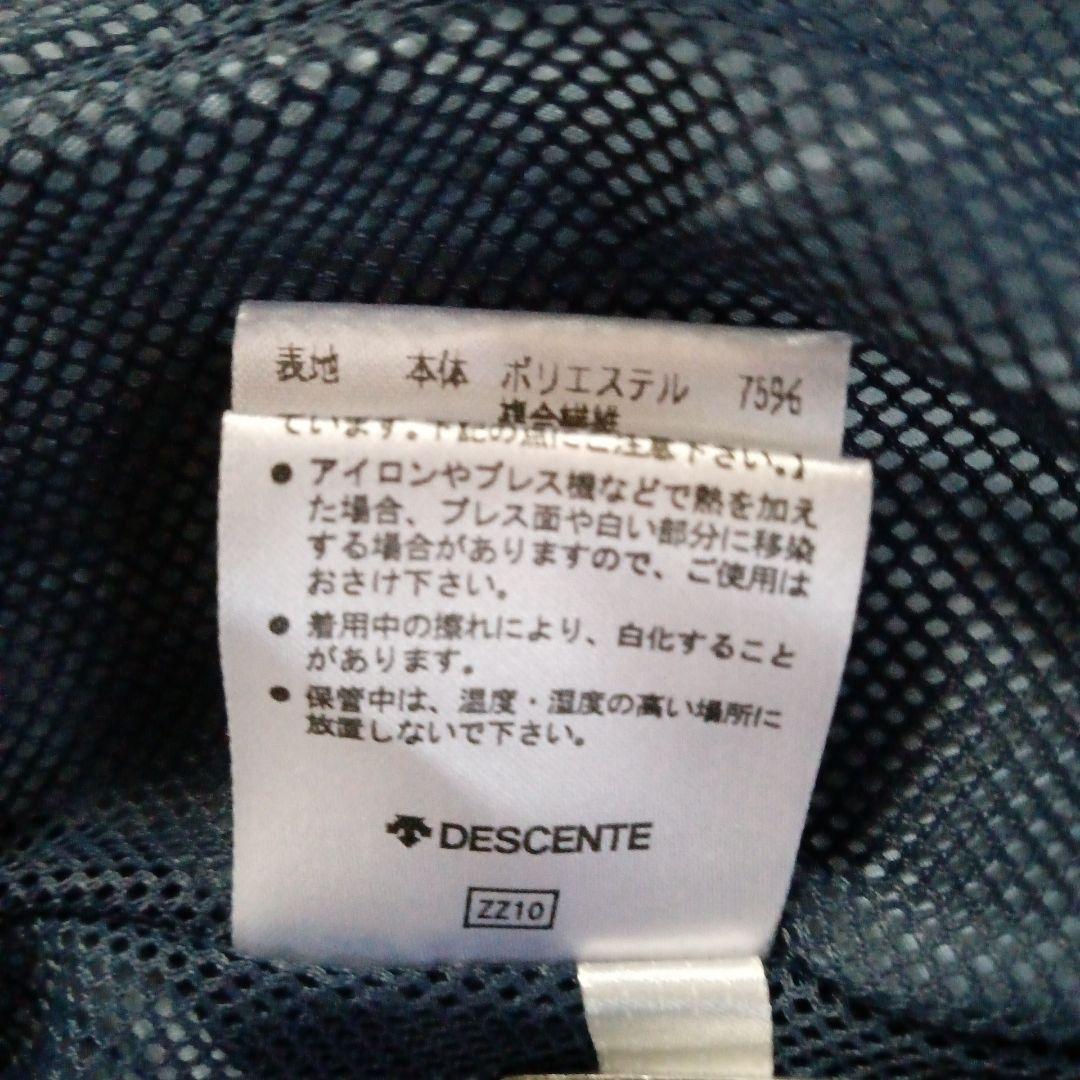 表地 本体 ポリエステル 75%
複合繊維
ています。下記の点にご注意下さい。】
● アイロンやプレス機などで熱を加え
た場合、プレス面や白い部分に移染
する場合がありますので、ご使用は
おさけ下さい。
● 着用中の擦れにより、白化すること
があります。
● 保管中は、温度・湿度の高い場所に
放置しないで下さい。
DESCENTE
ZZ10